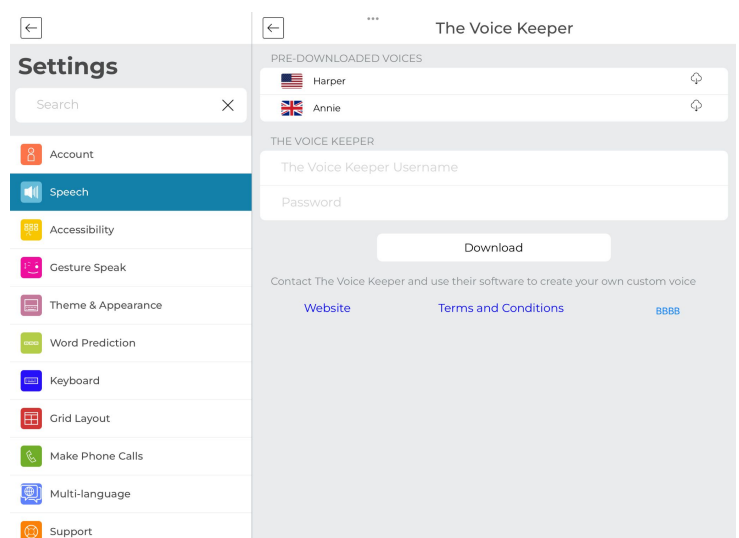 The Voice Keeper
Settings
Search
Account
Speech
Accessibility
Gesture Speak
Theme & Appearance
Word Prediction
Keyboard
Grid Layout
Make Phone Calls
Multi-language
Support
PRE-DOWNLOADED VOICES
Harper
Annie
THE VOICE KEEPER
The Voice Keeper Username
Password
Download
Contact The Voice Keeper and use their software to create your own custom voice
Website Terms and Conditions BBBB